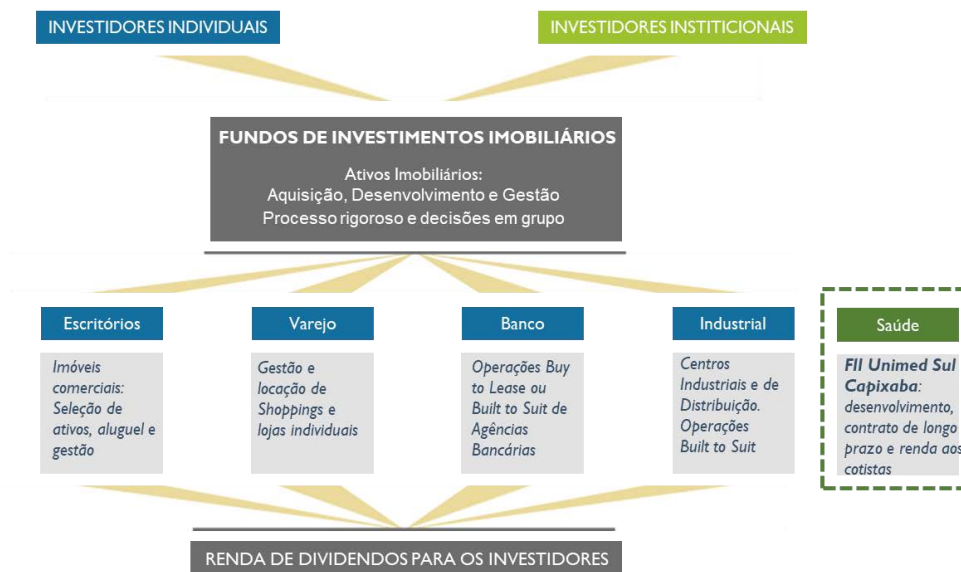 INVESTIDORES INDIVIDUAIS
INVESTIDORES INSTITICIONAIS
FUNDOS DE INVESTIMENTOS IMOBILIÁRIOS
Ativos Imobiliários:
Aquisição, Desenvolvimento e Gestão
Processo rigoroso e decisões em grupo
Escritórios
Imóveis
comerciais:
Seleção de
ativos, aluguel e
gestão
Varejo
Gestão e
locação de
Shoppings e
lojas individuais
Banco
Operações Buy
to Lease ou
Built to Suit de
Agências
Bancárias
Industrial
Centros
Industriais e de
Distribuição.
Operações
Built to Suit
Saúde
FII Unimed Sul
Capixaba:
desenvolvimento,
contrato de longo
prazo e renda aos
cotistas
RENDA DE DIVIDENDOS PARA OS INVESTIDORES